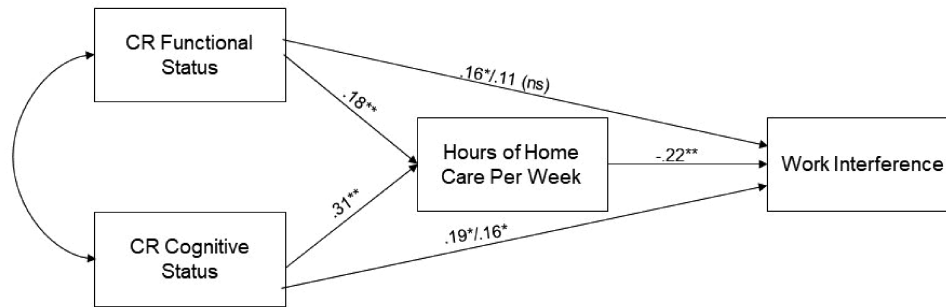 CR Functional
Status
.16*/.11 (ns)
.18**
Hours of Home
Care Per Week
-.22**
Work Interference
.31**
CR Cognitive
Status
.19*/.16*